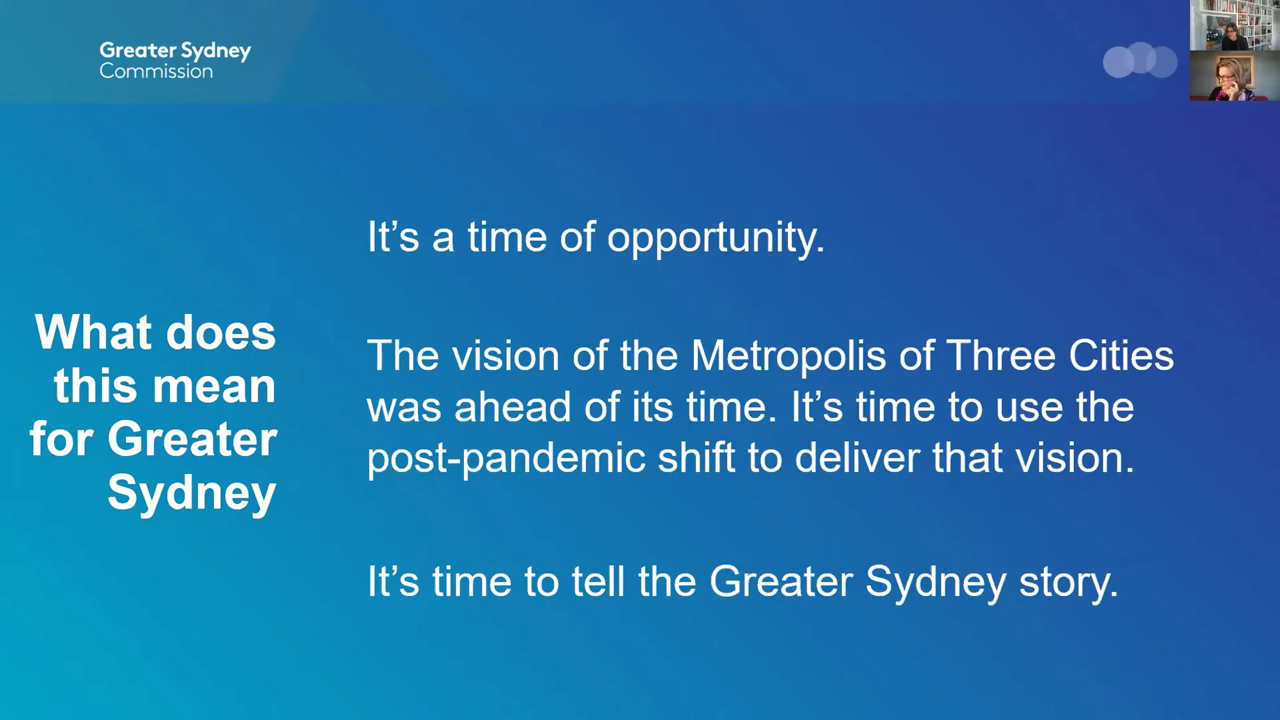 Greater Sydney
Commission
What does
this mean
for Greater
Sydney
It’s a time of opportunity.
The vision of the Metropolis of Three Cities
was ahead of its time. It’s time to use the
post-pandemic shift to deliver that vision.
It’s time to tell the Greater Sydney story.